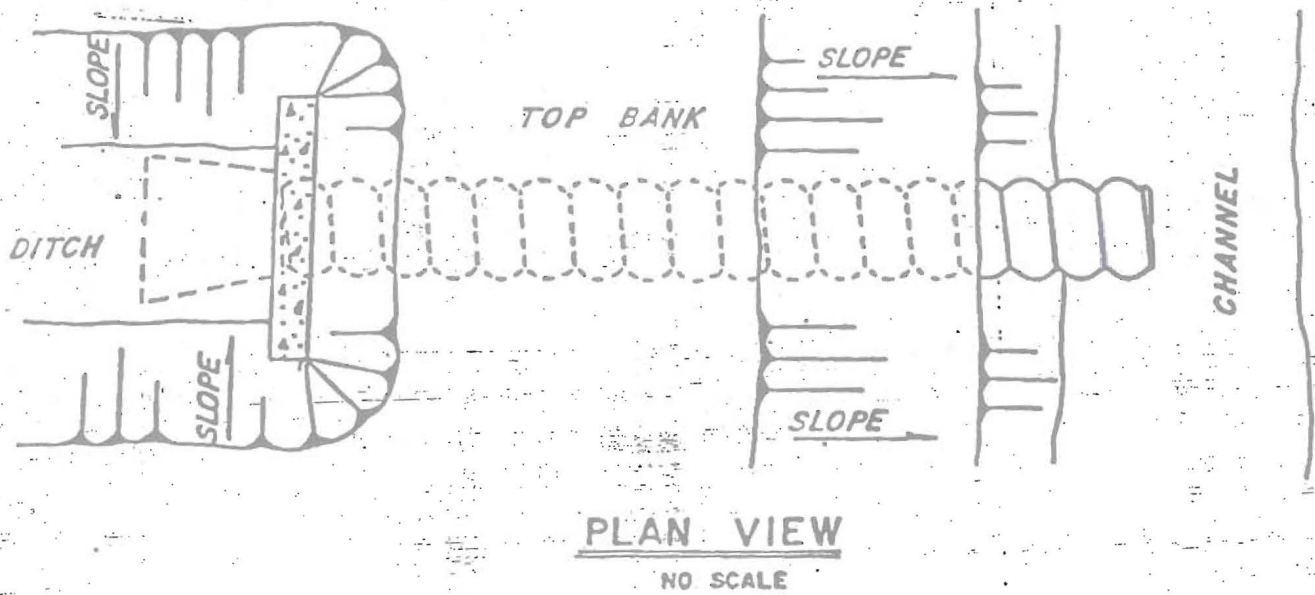 SLOPE
SLOPE
TOP BANK
DITCH
CHANNEL
SLOPE
SLOPE
PLAN VIEW
NO SCALE